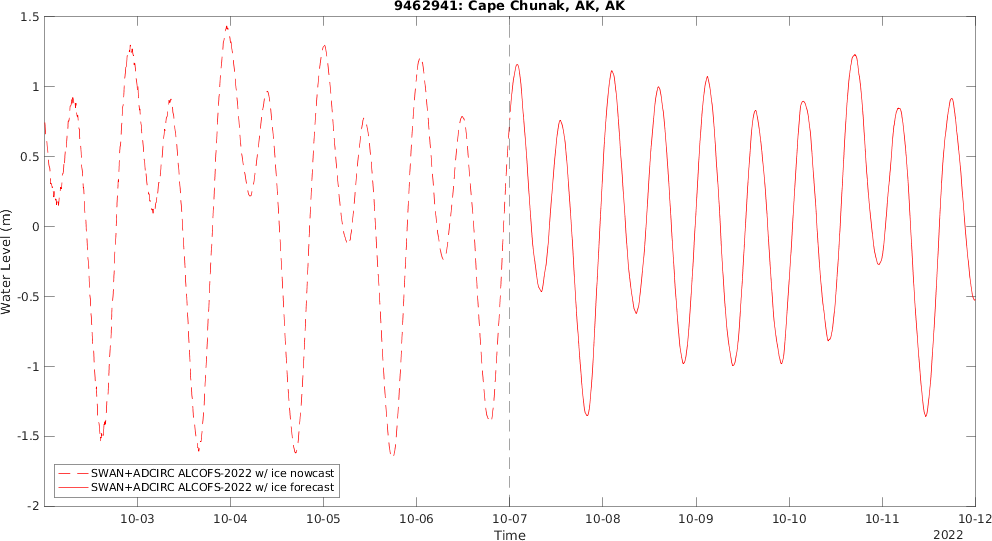 9462941: Cape Chunak, AK, AK
1.5
1
0.5
0
-0.5
-1
-1.5
-2
Water Level (m)
SWAN+ADCIRC ALCOFS-2022 w/ ice nowcast
SWAN+ADCIRC ALCOFS-2022 w/ ice forecast
10-03 10-04 10-05 10-06 10-07 10-08 10-09 10-10 10-11 10-12
Time
2022